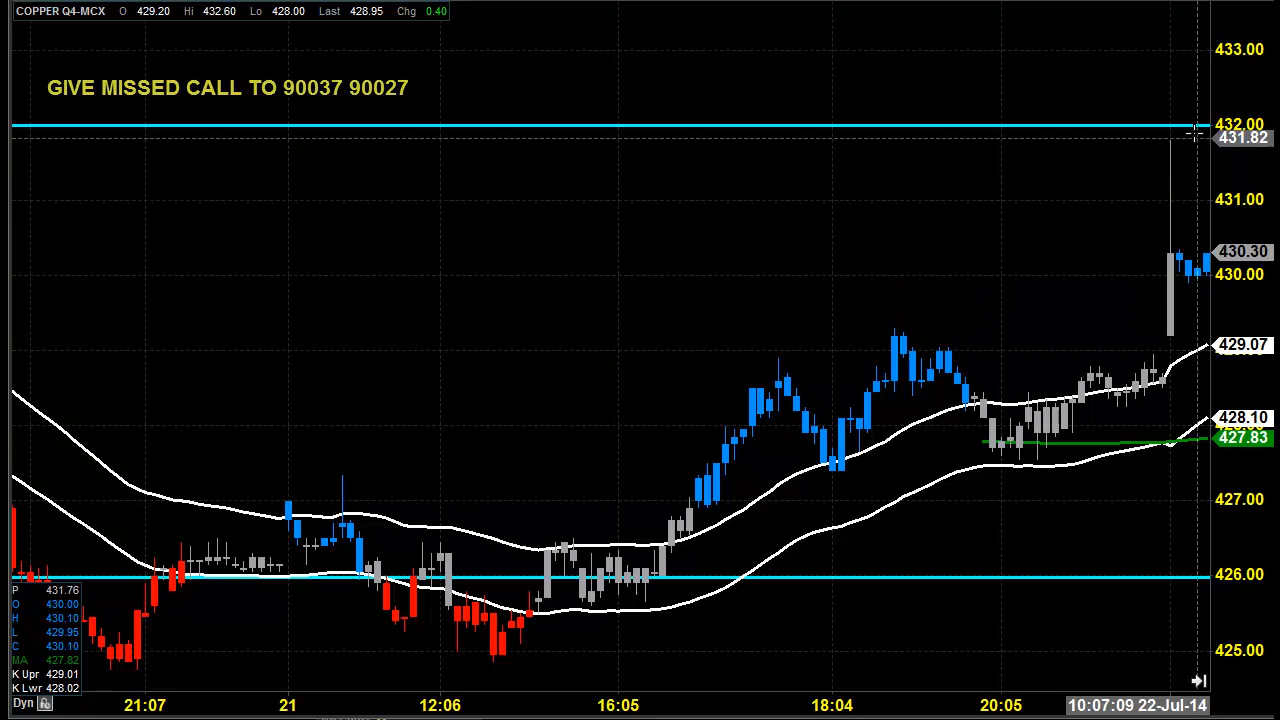 COPPER Q4-MCX O 429.20 Hi 432.60 Lo 428.00 Last 428.95 Chg 0.40
433.00
GIVE MISSED CALL TO 90037 90027
432.00
431.82
431.00
430.30
430.00
429.07
428.10
427.83
427.00
426.00
P 431.76
O 430.00
H 430.10
L 429.95
C 430.10
MA 427.82
K Upr 429.01
K Lwr 428.02
425.00
Dyn 21:07 21 12:06 16:05 18:04 20:05 10:07:09 22-Jul-14